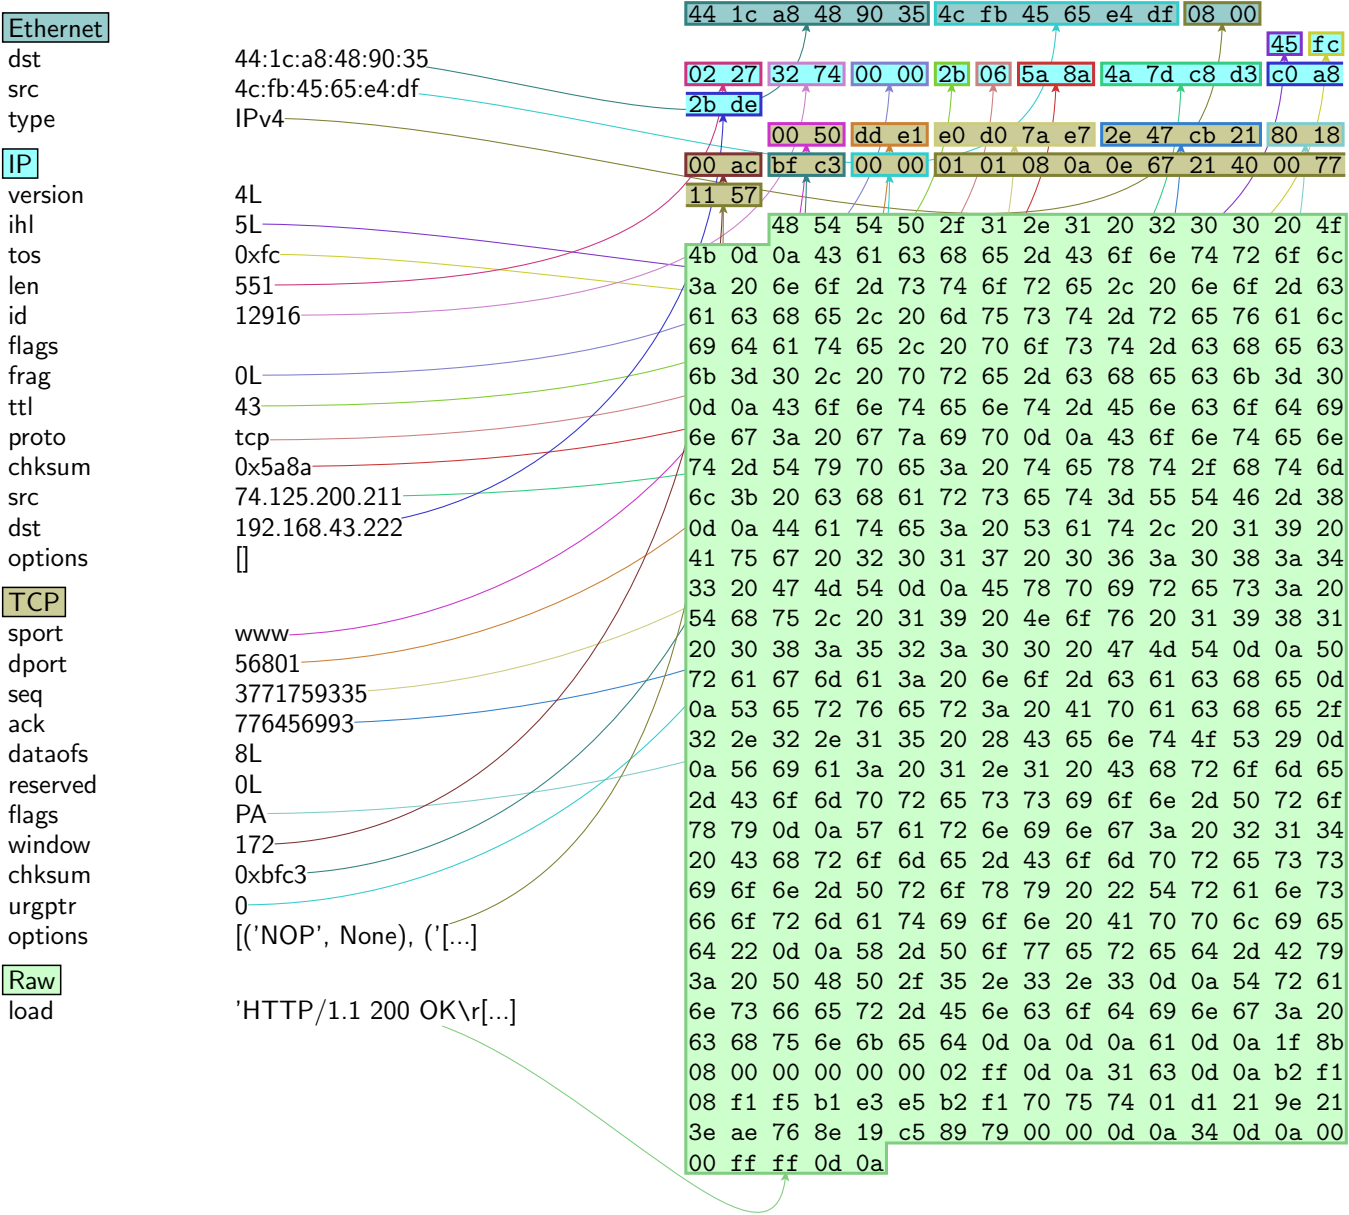 Ethernet
dst 44:1c:a8:48:90:35
src 4c:fb:45:65:e4:df
type IPv4
IP
version 4L
ihl 5L
tos 0xfc
len 551
id 12916
flags
frag 0L
ttl 43
proto tcp
chksum 0x5a8a
src 74.125.200.211
dst 192.168.43.222
options []
TCP
sport www
dport 56801
seq 3771759335
ack 776456993
dataofs 8L
reserved 0L
flags PA
window 172
chksum 0xbfc3
urgptr 0
options [('NOP', None), ('[...]
Raw
load 'HTTP/1.1 200 OK\r[...]
44 1c a8 48 90 35 4c fb 45 65 e4 df 08 00
45 fc
02 27 32 74 00 00 2b 06 5a 8a 4a 7d c8 d3 c0 a8
2b de
00 50 dd e1 e0 d0 7a e7 2e 47 cb 21 80 18
00 ac bf c3 00 00 01 01 08 0a 0e 67 21 40 00 77
11 57
48 54 54 50 2f 31 2e 31 20 32 30 30 20 4f
4b 0d 0a 43 61 63 68 65 2d 43 6f 6e 74 72 6f 6c
3a 20 6e 6f 2d 73 74 6f 72 65 2c 20 6e 6f 2d 63
61 63 68 65 2c 20 6d 75 73 74 2d 72 65 76 61 6c
69 64 61 74 65 2c 20 70 6f 73 74 2d 63 68 65 63
6b 3d 30 2c 20 70 72 65 2d 63 68 65 63 6b 3d 30
0d 0a 43 6f 6e 74 65 6e 74 2d 45 6e 63 6f 64 69
6e 67 3a 20 67 7a 69 70 0d 0a 43 6f 6e 74 65 6e
74 2d 54 79 70 65 3a 20 74 65 78 74 2f 68 74 6d
6c 3b 20 63 68 61 72 73 65 74 3d 55 54 46 2d 38
0d 0a 44 61 74 65 3a 20 53 61 74 2c 20 31 39 20
41 75 67 20 32 30 31 37 20 30 36 3a 30 38 3a 34
33 20 47 4d 54 0d 0a 45 78 70 69 72 65 73 3a 20
54 68 75 2c 20 31 39 20 4e 6f 76 20 31 39 38 31
20 30 38 3a 35 32 3a 30 30 20 47 4d 54 0d 0a 50
72 61 67 6d 61 3a 20 6e 6f 2d 63 61 63 68 65 0d
0a 53 65 72 76 65 72 3a 20 41 70 61 63 68 65 2f
32 2e 32 2e 31 35 20 28 43 65 6e 74 4f 53 29 0d
0a 56 69 61 3a 20 31 2e 31 20 43 68 72 6f 6d 65
2d 43 6f 6d 70 72 65 73 73 69 6f 6e 2d 50 72 6f
78 79 0d 0a 57 61 72 6e 69 6e 67 3a 20 32 31 34
20 43 68 72 6f 6d 65 2d 43 6f 6d 70 72 65 73 73
69 6f 6e 2d 50 72 6f 78 79 20 22 54 72 61 6e 73
66 6f 72 6d 61 74 69 6f 6e 20 41 70 70 6c 69 65
64 22 0d 0a 58 2d 50 6f 77 65 72 65 64 2d 42 79
3a 20 50 48 50 2f 35 2e 33 2e 33 0d 0a 54 72 61
6e 73 66 65 72 2d 45 6e 63 6f 64 69 6e 67 3a 20
63 68 75 6e 6b 65 64 0d 0a 0d 0a 61 0d 0a 1f 8b
08 00 00 00 00 00 02 ff 0d 0a 31 63 0d 0a b2 f1
08 f1 f5 b1 e3 e5 b2 f1 70 75 74 01 d1 21 9e 21
3e ae 76 8e 19 c5 89 79 00 00 0d 0a 34 0d 0a 00
00 ff ff 0d 0a